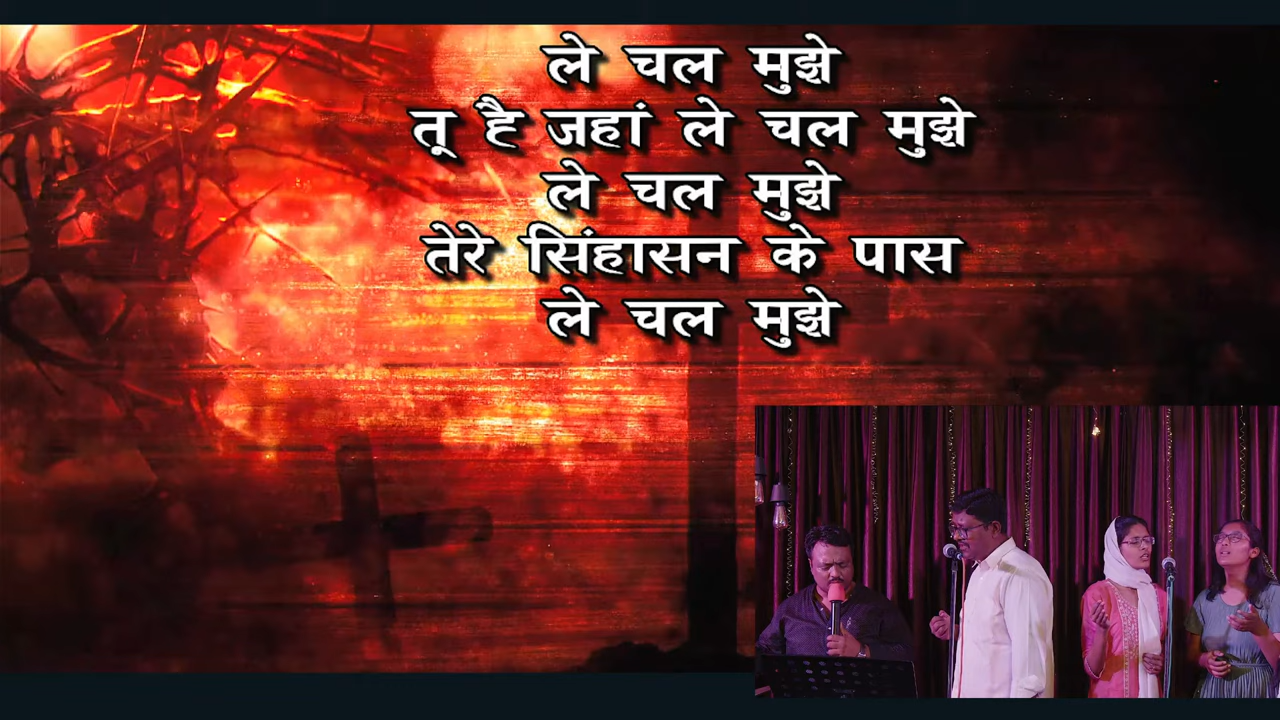 ले चल मुझे
तू है जहां ले चल मुझे
ले चल मुझे
तेरे सिंहासन के पास
ले चल मुझे